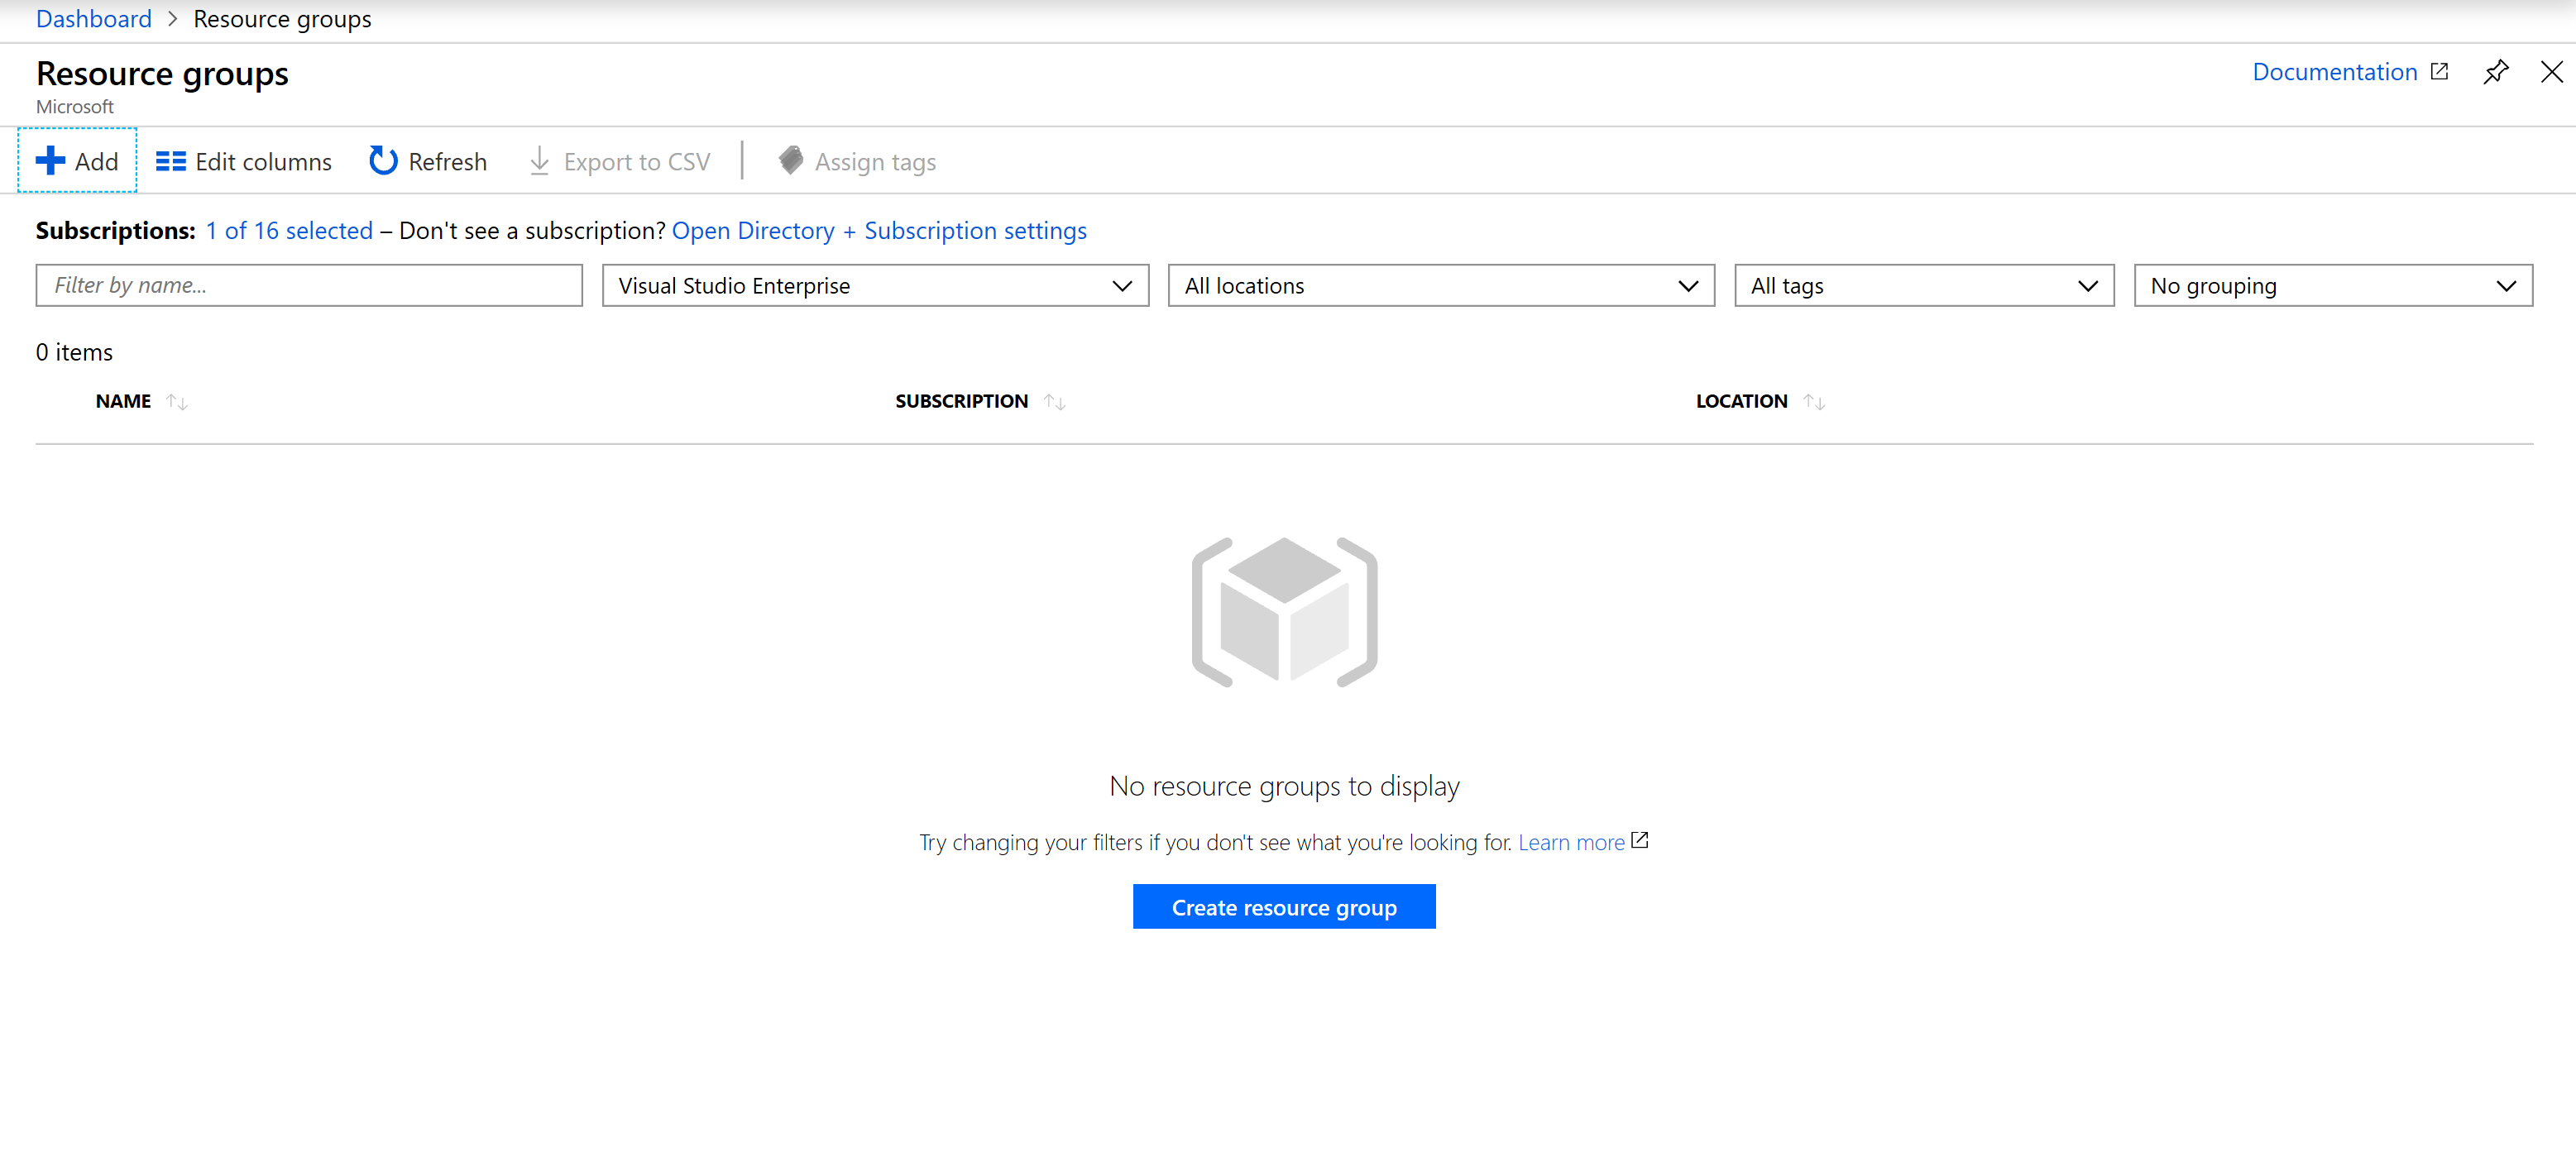 Dashboard > Resource groups
Resource groups
Microsoft
Documentation
Add Edit columns Refresh Export to CSV Assign tags
Subscriptions: 1 of 16 selected – Don't see a subscription? Open Directory + Subscription settings
Filter by name... Visual Studio Enterprise All locations All tags No grouping
0 items
NAME SUBSCRIPTION LOCATION
No resource groups to display
Try changing your filters if you don't see what you're looking for. Learn more
Create resource group